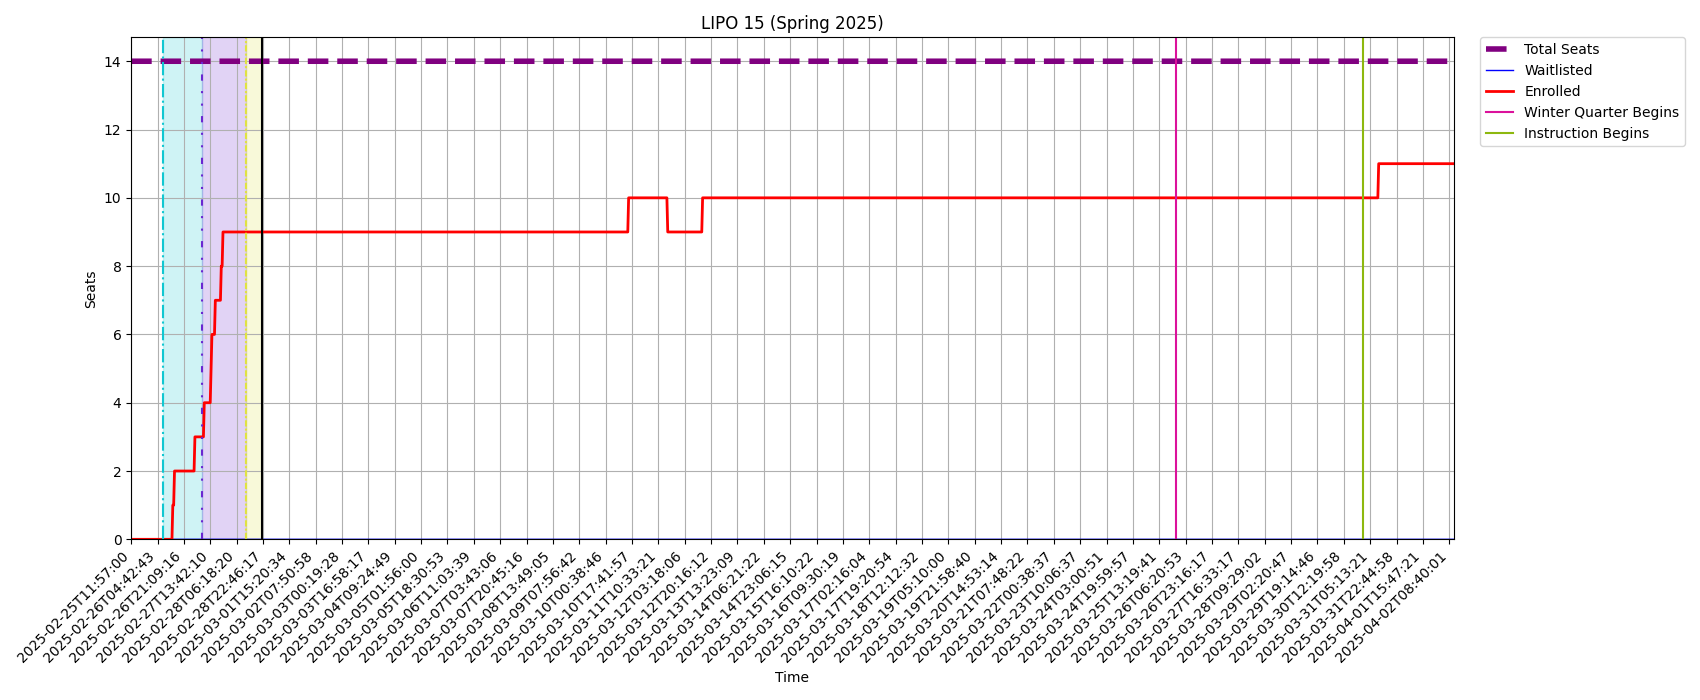 LIPO 15 (Spring 2025)
Total Seats
Waitlisted
Enrolled
Winter Quarter Begins
Instruction Begins
Seats
14
12
10
8
6
4
2
0
2025-02-25T11:57:00
2025-02-26T04:42:43
2025-02-26T21:09:16
2025-02-27T13:42:10
2025-02-28T06:18:20
2025-02-28T22:46:17
2025-03-01T15:20:34
2025-03-02T07:50:58
2025-03-03T00:19:28
2025-03-03T16:58:17
2025-03-04T09:24:49
2025-03-05T01:56:00
2025-03-05T18:30:53
2025-03-06T11:03:39
2025-03-07T03:43:06
2025-03-07T20:45:16
2025-03-08T13:49:05
2025-03-09T07:56:42
2025-03-10T00:38:46
2025-03-10T17:41:57
2025-03-11T10:33:21
2025-03-12T03:18:06
2025-03-12T20:16:12
2025-03-13T13:23:09
2025-03-14T06:21:22
2025-03-14T23:06:15
2025-03-15T16:10:22
2025-03-16T09:30:19
2025-03-17T02:16:04
2025-03-17T19:20:54
2025-03-18T12:12:32
2025-03-19T05:10:00
2025-03-19T21:58:40
2025-03-20T14:53:14
2025-03-21T07:48:22
2025-03-22T00:38:37
2025-03-23T10:06:37
2025-03-24T03:00:51
2025-03-24T19:59:57
2025-03-25T13:19:41
2025-03-26T06:20:53
2025-03-26T23:16:17
2025-03-27T16:33:17
2025-03-28T09:29:02
2025-03-29T02:20:47
2025-03-29T19:14:46
2025-03-30T12:19:58
2025-03-31T05:13:21
2025-03-31T22:44:58
2025-04-01T15:47:21
2025-04-02T08:40:01
Time